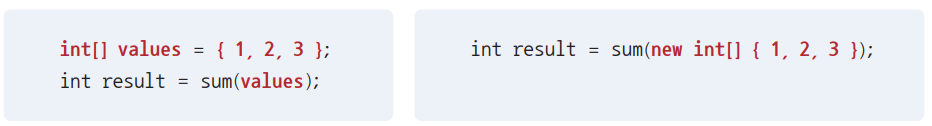 int[] values = { 1, 2, 3 };
int result = sum(values);
int result = sum(new int[] { 1, 2, 3 });